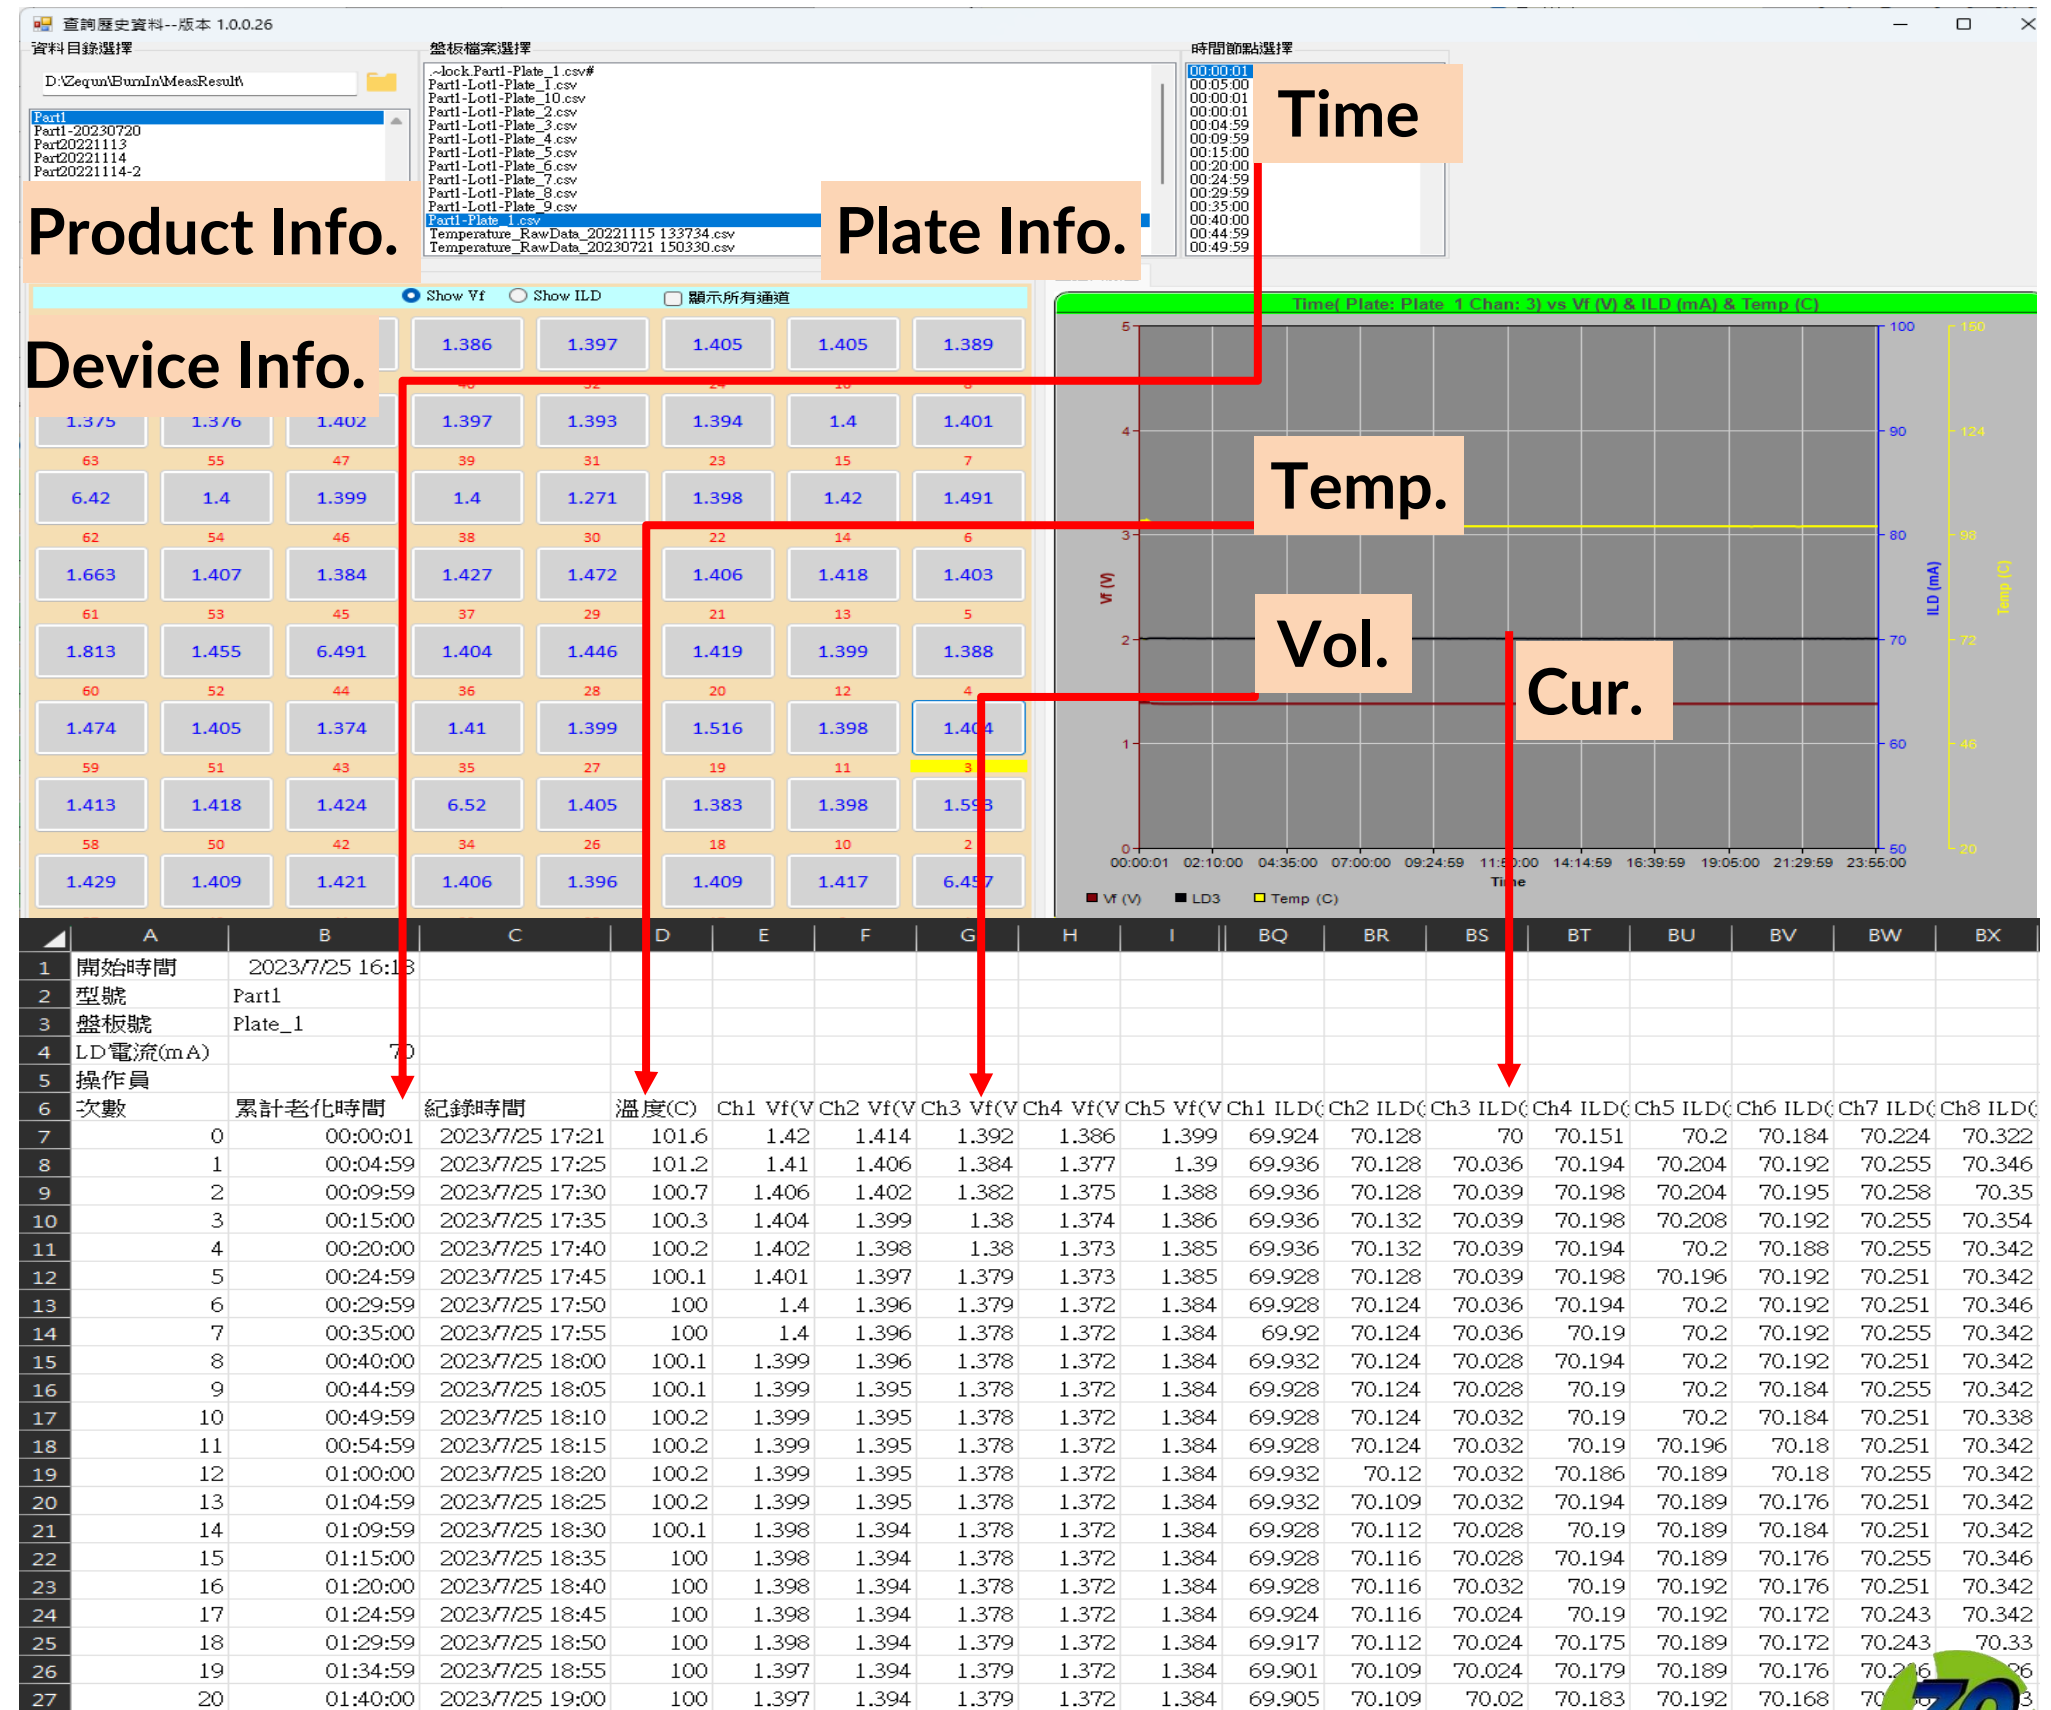 查詢歷史資料--版本 1.0.0.26
資料目錄選擇
盤板檔案選擇
時間節點選擇
D:\Zequn\BurnIn\MeasResult\
Part1
Part1-20230720
Part20221113
Part20221114
Part20221114-2
.~lock.Part1-Plate_1.csv#
Part1-Lot1-Plate_1.csv
Part1-Lot1-Plate_10.csv
Part1-Lot1-Plate_2.csv
Part1-Lot1-Plate_3.csv
Part1-Lot1-Plate_4.csv
Part1-Lot1-Plate_5.csv
Part1-Lot1-Plate_6.csv
Part1-Lot1-Plate_7.csv
Part1-Lot1-Plate_8.csv
Part1-Lot1-Plate_9.csv
Part1-Plate_1.csv
Temperature_RawData_20221115 133734.csv
Temperature_RawData_20230721 150330.csv
00:00:01
00:05:00
00:00:01
00:00:01
00:04:59
00:09:59
00:15:00
00:20:00
00:24:59
00:29:59
00:35:00
00:40:00
00:44:59
00:49:59
Time
Product Info.
Plate Info.
Show Vf Show ILD 顯示所有通道
Device Info.
1.386 1.397 1.405 1.405 1.389
1.375 1.376 1.402 1.397 1.393 1.394 1.4 1.401
63 55 47 39 31 23 15 7
6.42 1.4 1.399 1.4 1.271 1.398 1.42 1.491
62 54 46 38 30 22 14 6
1.663 1.407 1.384 1.427 1.472 1.406 1.418 1.403
61 53 45 37 29 21 13 5
1.813 1.455 6.491 1.404 1.446 1.419 1.399 1.388
60 52 44 36 28 20 12 4
1.474 1.405 1.374 1.41 1.399 1.516 1.398 1.404
59 51 43 35 27 19 11 3
1.413 1.418 1.424 6.52 1.405 1.383 1.398 1.593
58 50 42 34 26 18 10 2
1.429 1.409 1.421 1.406 1.396 1.409 1.417 6.457
Time( Plate: Plate_1 Chan: 3) vs Vf (V) & ILD (mA) & Temp (C)
5 100 150
4 90 124
Temp.
3 80 98
Vf (V)
ILD (mA)
Temp (C)
Vol.
2 70 72
Cur.
1 60 46
0 50 20
00:00:01 02:10:00 04:35:00 07:00:00 09:24:59 11:50:00 14:14:59 16:39:59 19:05:00 21:29:59 23:55:00
Time
Vf (V) LD3 Temp (C)
A B C D E F G H I BQ BR BS BT BU BV BW BX
1 開始時間 2023/7/25 16:18
2 型號 Part1
3 盤板號 Plate_1
4 LD電流(mA) 70
5 操作員
6 次數 累計老化時間 紀錄時間 溫度(C) Ch1 Vf(V Ch2 Vf(V Ch3 Vf(V Ch4 Vf(V Ch5 Vf(V Ch1 ILD( Ch2 ILD( Ch3 ILD( Ch4 ILD( Ch5 ILD( Ch6 ILD( Ch7 ILD( Ch8 ILD(
7 0 00:00:01 2023/7/25 17:21 101.6 1.42 1.414 1.392 1.386 1.399 69.924 70.128 70 70.151 70.2 70.184 70.224 70.322
8 1 00:04:59 2023/7/25 17:25 101.2 1.41 1.406 1.384 1.377 1.39 69.936 70.128 70.036 70.194 70.204 70.192 70.255 70.346
9 2 00:09:59 2023/7/25 17:30 100.7 1.406 1.402 1.382 1.375 1.388 69.936 70.128 70.039 70.198 70.204 70.195 70.258 70.35
10 3 00:15:00 2023/7/25 17:35 100.3 1.404 1.399 1.38 1.374 1.386 69.936 70.132 70.039 70.198 70.208 70.192 70.255 70.354
11 4 00:20:00 2023/7/25 17:40 100.2 1.402 1.398 1.38 1.373 1.385 69.936 70.132 70.039 70.194 70.2 70.188 70.255 70.342
12 5 00:24:59 2023/7/25 17:45 100.1 1.401 1.397 1.379 1.373 1.385 69.928 70.128 70.039 70.198 70.196 70.192 70.251 70.342
13 6 00:29:59 2023/7/25 17:50 100 1.4 1.396 1.379 1.372 1.384 69.928 70.124 70.036 70.194 70.2 70.192 70.251 70.346
14 7 00:35:00 2023/7/25 17:55 100 1.4 1.396 1.378 1.372 1.384 69.92 70.124 70.036 70.19 70.2 70.192 70.255 70.342
15 8 00:40:00 2023/7/25 18:00 100.1 1.399 1.396 1.378 1.372 1.384 69.932 70.124 70.028 70.194 70.2 70.192 70.251 70.342
16 9 00:44:59 2023/7/25 18:05 100.1 1.399 1.395 1.378 1.372 1.384 69.928 70.124 70.028 70.19 70.2 70.184 70.255 70.342
17 10 00:49:59 2023/7/25 18:10 100.2 1.399 1.395 1.378 1.372 1.384 69.928 70.124 70.032 70.19 70.2 70.184 70.251 70.338
18 11 00:54:59 2023/7/25 18:15 100.2 1.399 1.395 1.378 1.372 1.384 69.928 70.124 70.032 70.19 70.196 70.18 70.251 70.342
19 12 01:00:00 2023/7/25 18:20 100.2 1.399 1.395 1.378 1.372 1.384 69.932 70.12 70.032 70.186 70.189 70.18 70.255 70.342
20 13 01:04:59 2023/7/25 18:25 100.2 1.399 1.395 1.378 1.372 1.384 69.932 70.109 70.032 70.194 70.189 70.176 70.251 70.342
21 14 01:09:59 2023/7/25 18:30 100.1 1.398 1.394 1.378 1.372 1.384 69.928 70.112 70.028 70.19 70.189 70.184 70.251 70.342
22 15 01:15:00 2023/7/25 18:35 100 1.398 1.394 1.378 1.372 1.384 69.928 70.116 70.028 70.194 70.189 70.176 70.255 70.346
23 16 01:20:00 2023/7/25 18:40 100 1.398 1.394 1.378 1.372 1.384 69.928 70.116 70.032 70.19 70.192 70.176 70.251 70.342
24 17 01:24:59 2023/7/25 18:45 100 1.398 1.394 1.378 1.372 1.384 69.924 70.116 70.024 70.19 70.192 70.172 70.243 70.342
25 18 01:29:59 2023/7/25 18:50 100 1.398 1.394 1.379 1.372 1.384 69.917 70.112 70.024 70.175 70.189 70.172 70.243 70.33
26 19 01:34:59 2023/7/25 18:55 100 1.397 1.394 1.379 1.372 1.384 69.901 70.109 70.024 70.179 70.189 70.176
27 20 01:40:00 2023/7/25 19:00 100 1.397 1.394 1.379 1.372 1.384 69.905 70.109 70.02 70.183 70.192 70.168